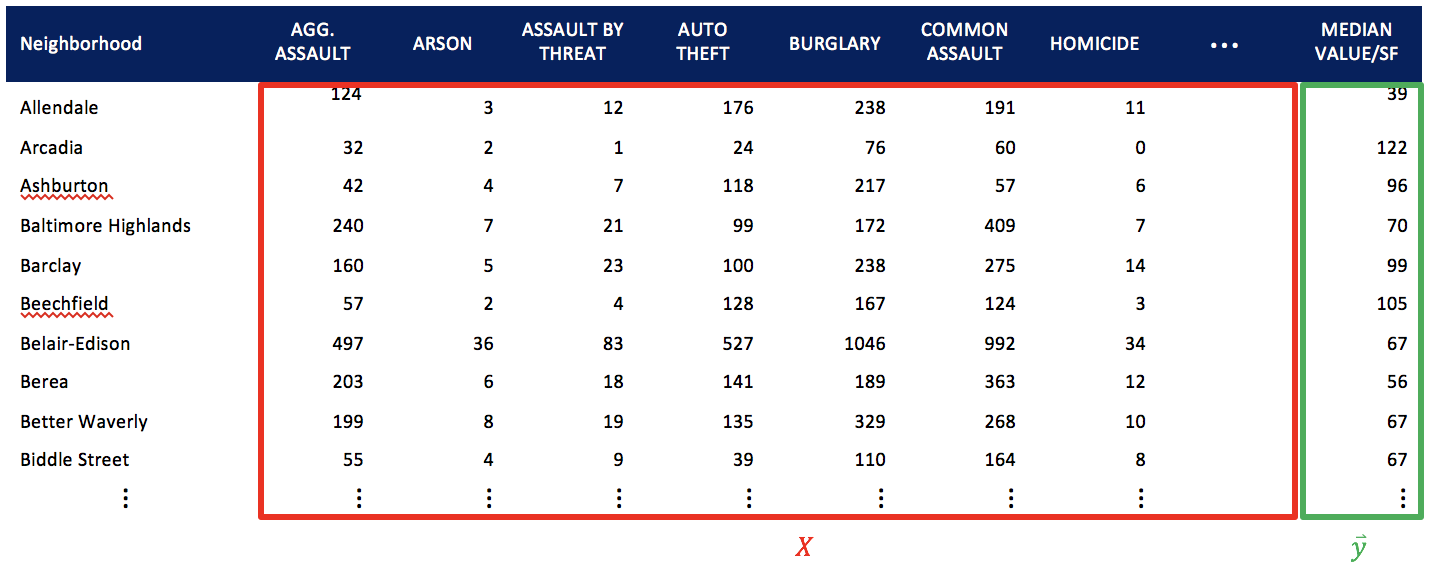 Neighborhood AGG. ASSAULT ARSON ASSAULT BY THREAT AUTO THEFT BURGLARY COMMON ASSAULT HOMICIDE ... MEDIAN VALUE/SF
Allendale 124 3 12 176 238 191 11 39
Arcadia 32 2 1 24 76 60 0 122
Ashburton 42 4 7 118 217 57 6 96
Baltimore Highlands 240 7 21 99 172 409 7 70
Barclay 160 5 23 100 238 275 14 99
Beechfield 57 2 4 128 167 124 3 105
Belair-Edison 497 36 83 527 1046 992 34 67
Berea 203 6 18 141 189 363 12 56
Better Waverly 199 8 19 135 329 268 10 67
Biddle Street 55 4 9 39 110 164 8 67
⋮ ⋮ ⋮ ⋮ ⋮ ⋮ ⋮ ⋮ ⋮
X y⃗